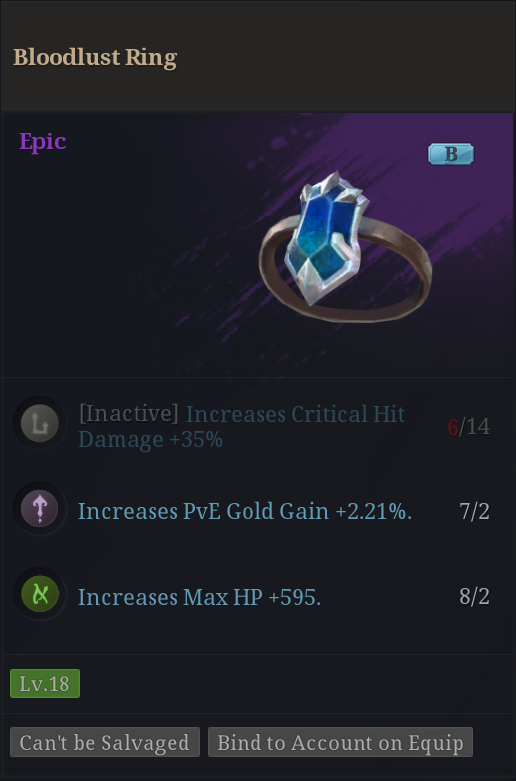 Bloodlust Ring
Epic
B
[Inactive] Increases Critical Hit
Damage +35%
6/14
Increases PvE Gold Gain +2.21%.
7/2
Increases Max HP +595.
8/2
Lv.18
Can't be Salvaged
Bind to Account on Equip